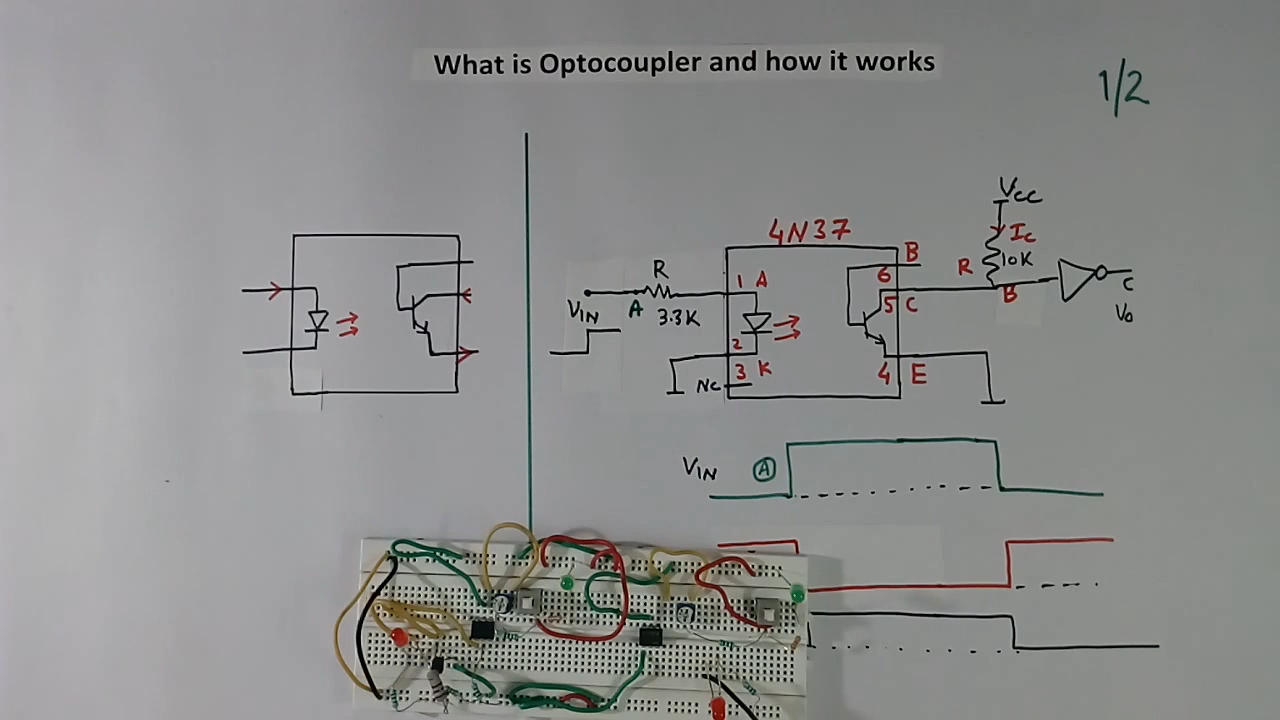 What is Optocoupler and how it works
1/2
Vcc
4N37
Ic
B
R
10K
R
1 A
6
VIN
A
3.3K
5 C
B
C
Vo
2
3 K
4 E
NC
VIN A